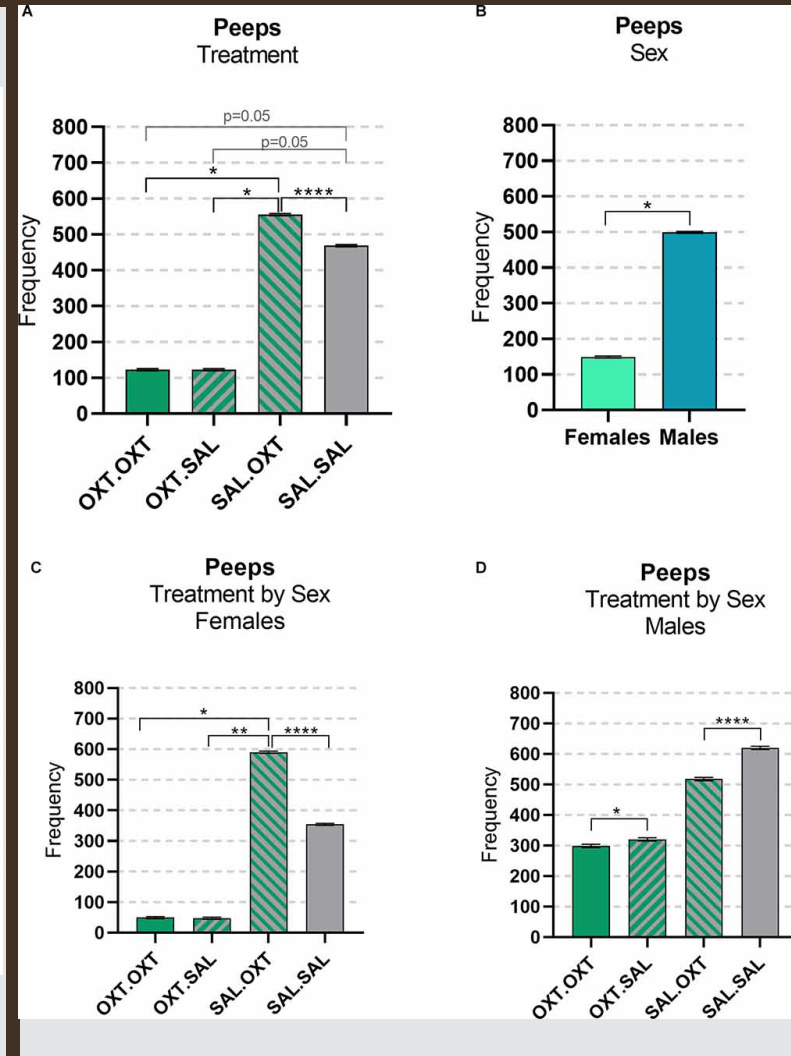 A
Peeps
Treatment
Frequency
800
700
600
500
400
300
200
100
0
p=0.05
p=0.05
*
*
****
OXT.OXT
OXT.SAL
SAL.OXT
SAL.SAL
B
Peeps
Sex
Frequency
800
700
600
500
400
300
200
100
0
*
Females Males
C
Peeps
Treatment by Sex
Females
Frequency
800
700
600
500
400
300
200
100
0
*
**
****
OXT.OXT
OXT.SAL
SAL.OXT
SAL.SAL
D
Peeps
Treatment by Sex
Males
Frequency
800
700
600
500
400
300
200
100
0
*
****
OXT.OXT
OXT.SAL
SAL.OXT
SAL.SAL